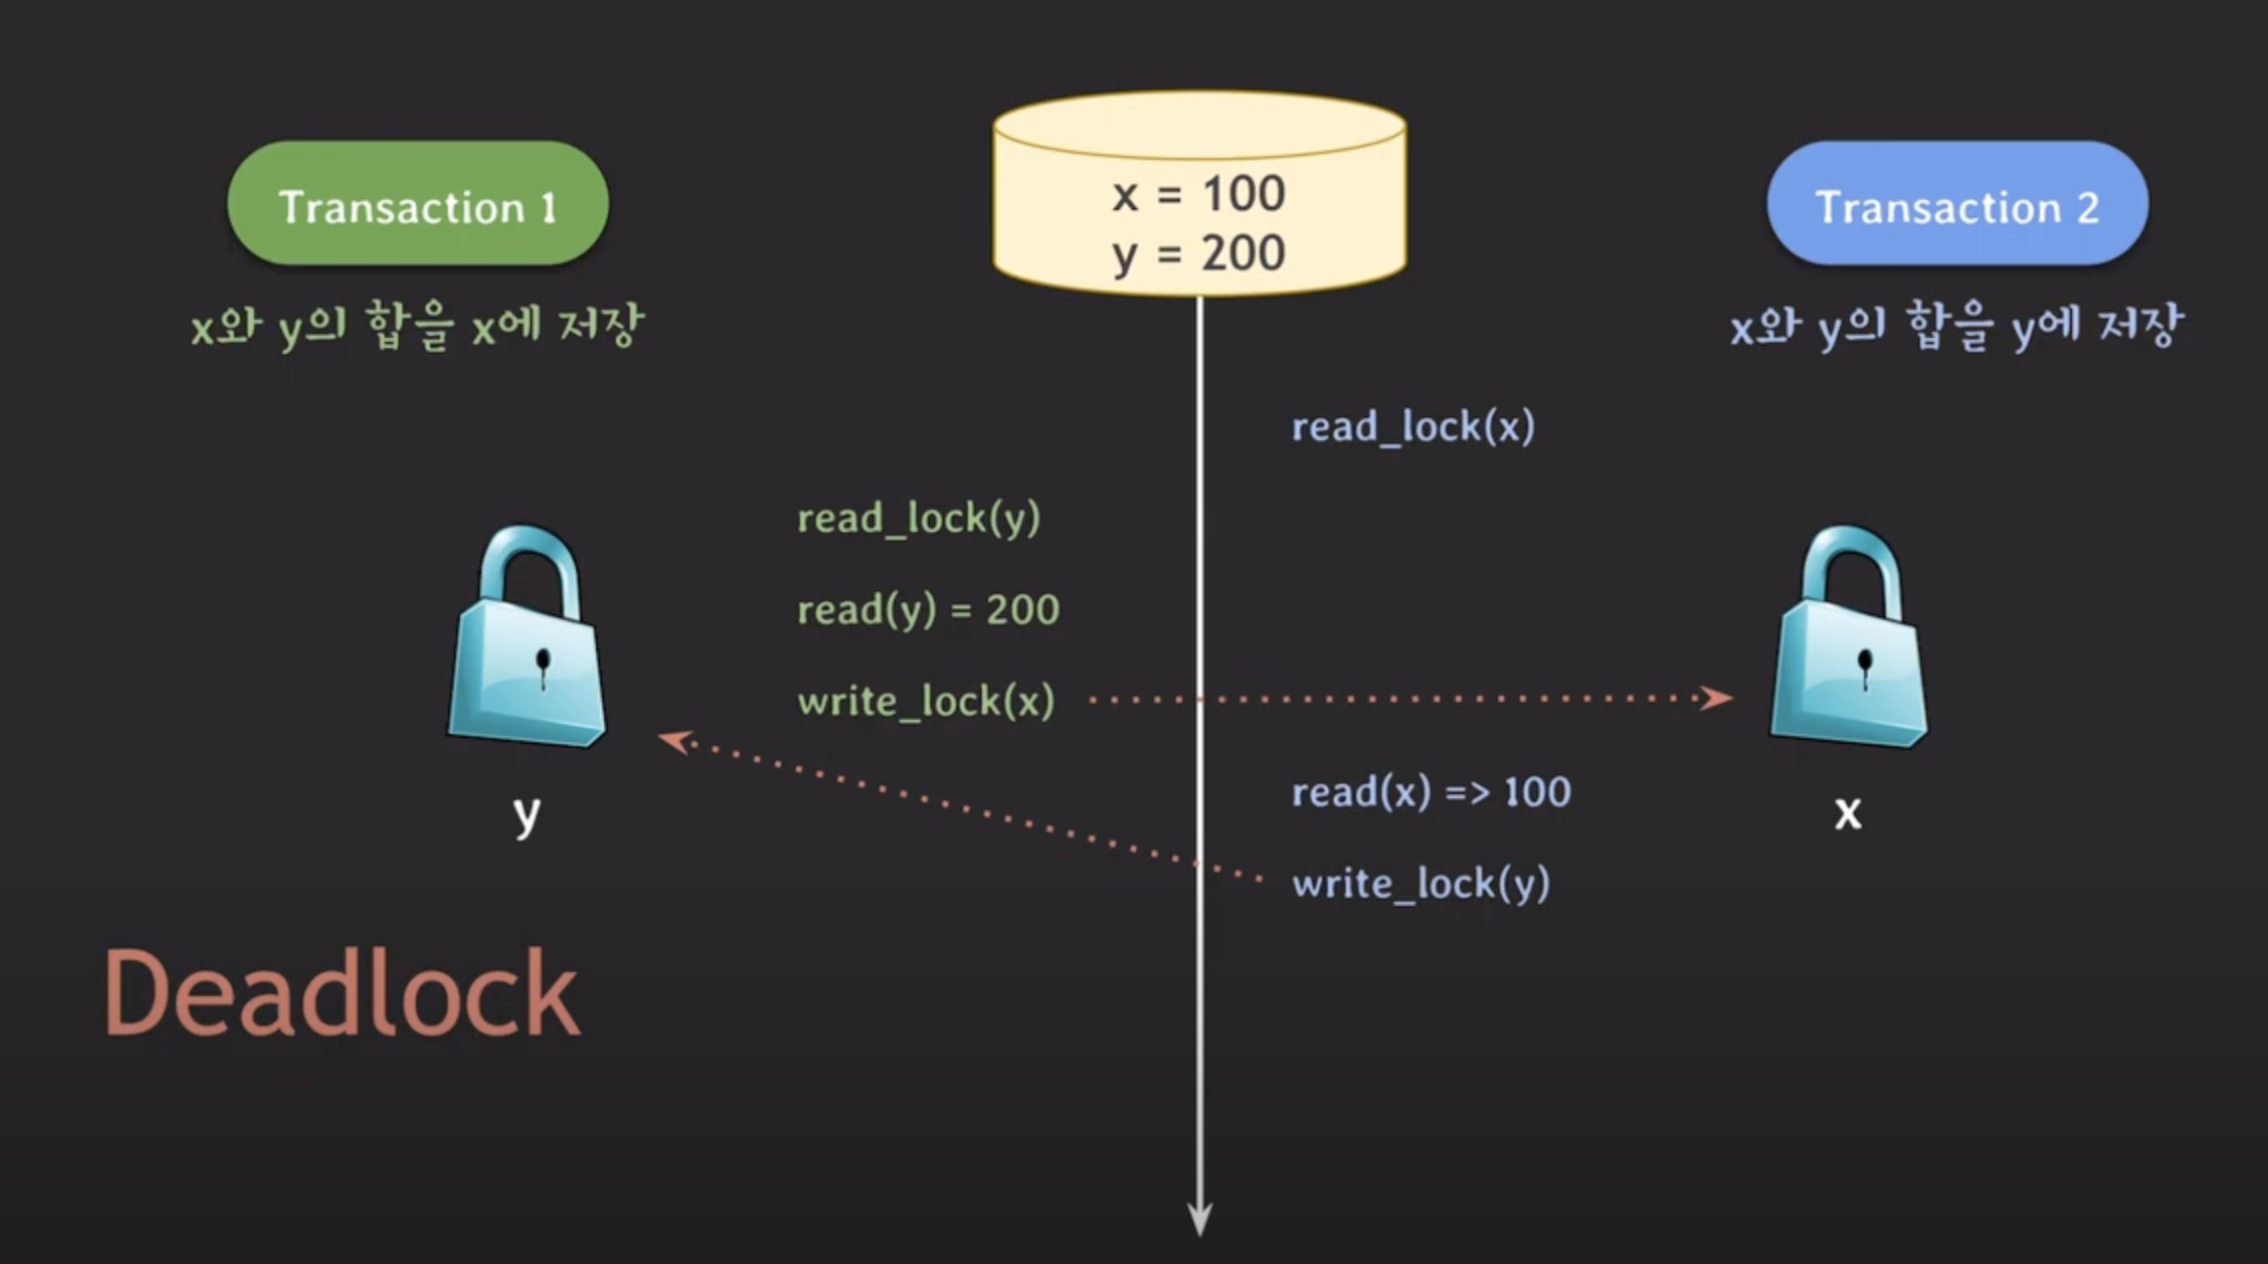 Transaction 1
x와 y의 합을 x에 저장
x = 100
y = 200
Transaction 2
x와 y의 합을 y에 저장
read_lock(x)
read_lock(y)
read(y) = 200
write_lock(x)
read(x) => 100
write_lock(y)
y
x
Deadlock